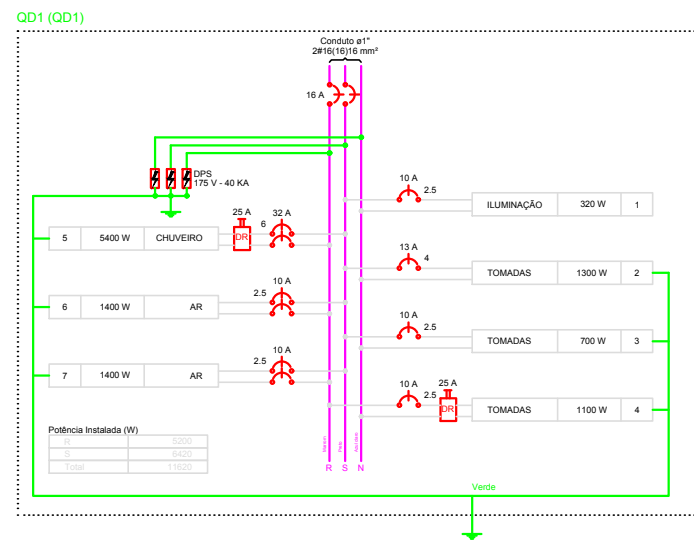 QD1 (QD1)
Conduto ø1"
2#16(16)16 mm²
16 A
DPS
175 V - 40 KA
10 A
2.5
ILUMINAÇÃO 320 W 1
25 A
32 A
6
5 5400 W CHUVEIRO
DR
13 A
4
TOMADAS 1300 W 2
10 A
2.5
6 1400 W AR
10 A
2.5
TOMADAS 700 W 3
10 A
2.5
7 1400 W AR
10 A
2.5
25 A
DR
TOMADAS 1100 W 4
Potência Instalada (W)
R 5200
S 6420
Total 11620
R S N
Verde